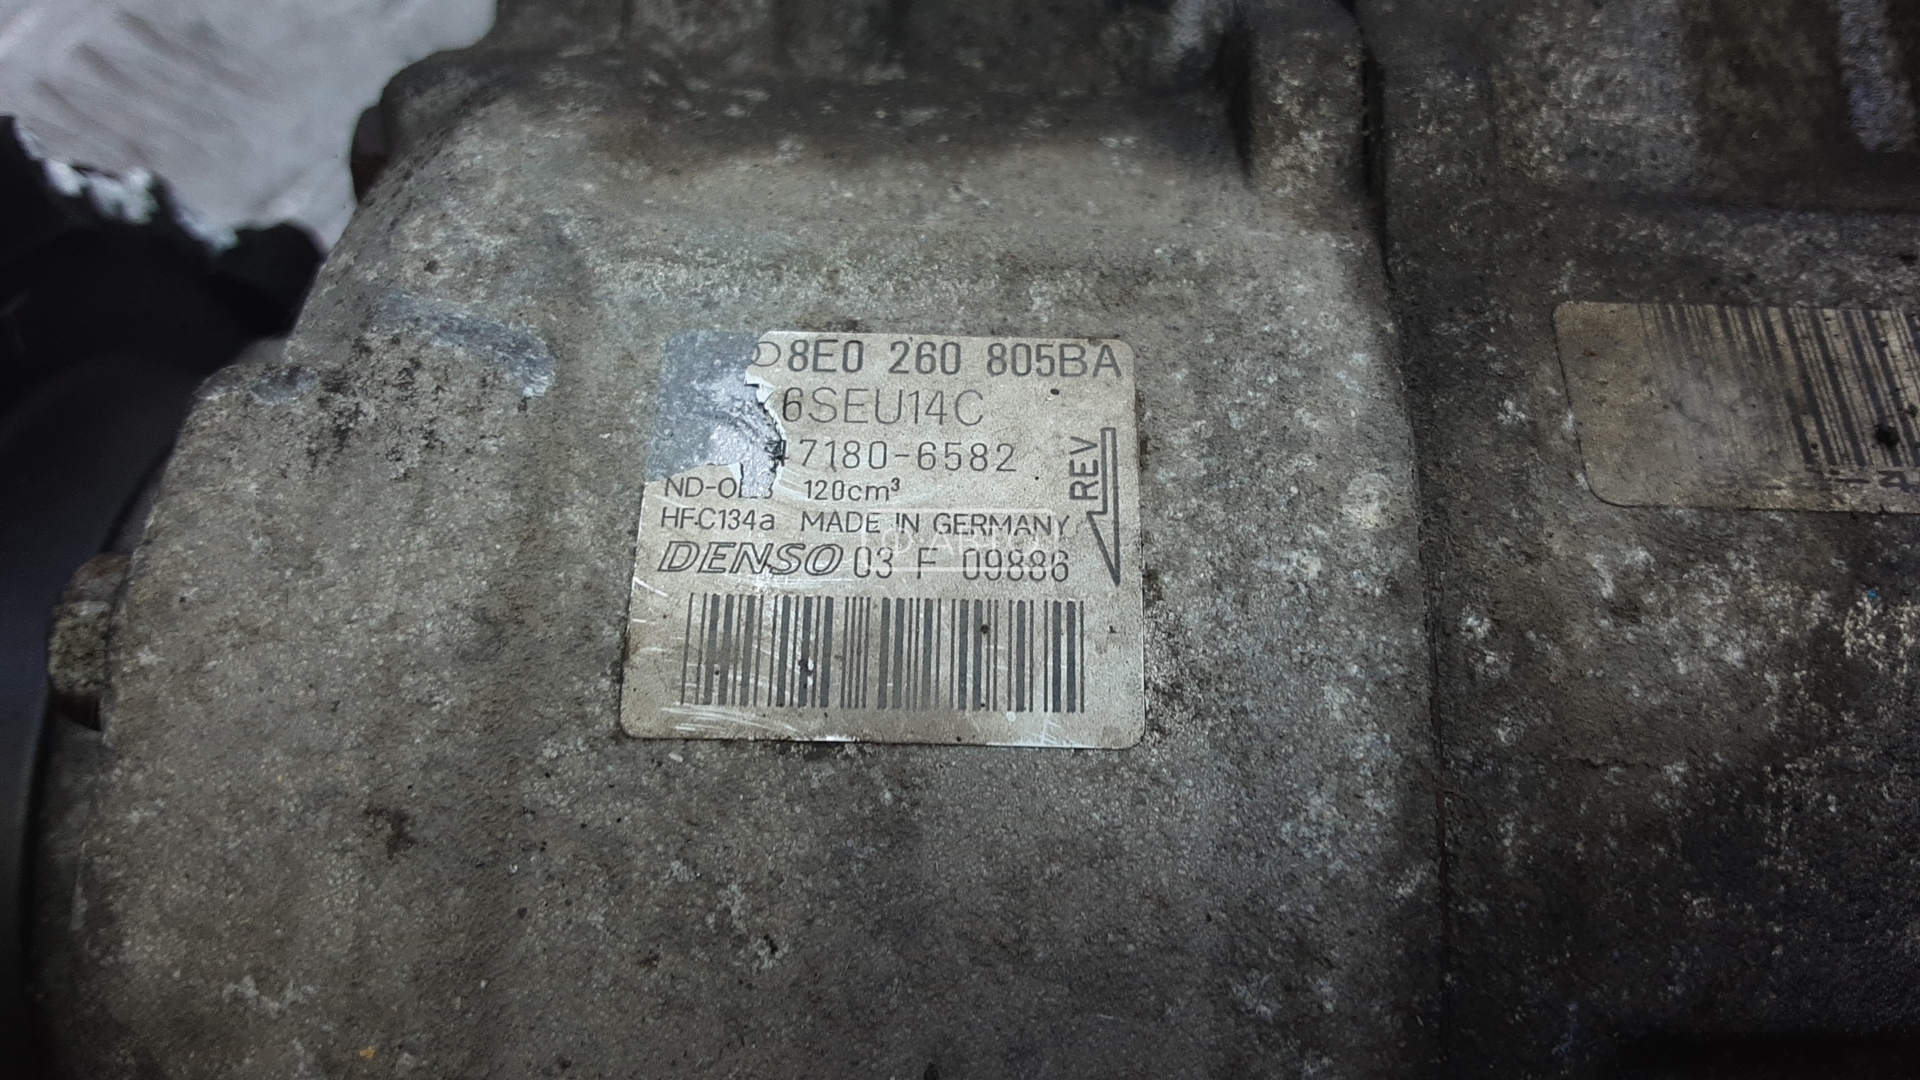 8E0 260 805BA
6SEU14C
47180-6582
120cm³
HFC134a MADE IN GERMANY
DENSO 03 F 09886
REV